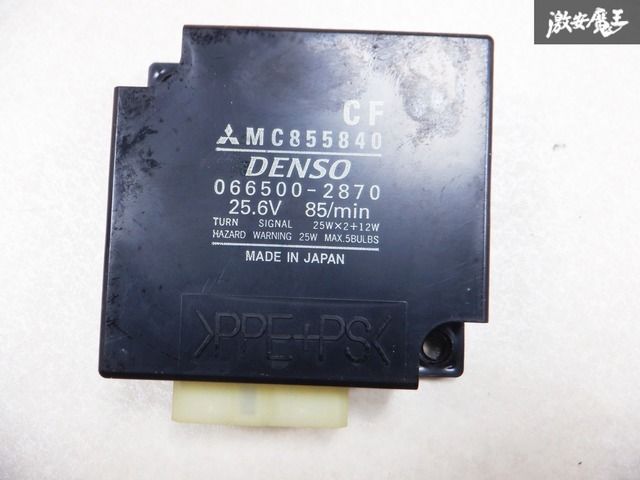 激安魔王
CF
MC855840
DENSO
066500-2870
25.6V 85/min
TURN SIGNAL 25W×2+12W
HAZARD WARNING 25W MAX.5BULBS
MADE IN JAPAN
>PPE+PS<